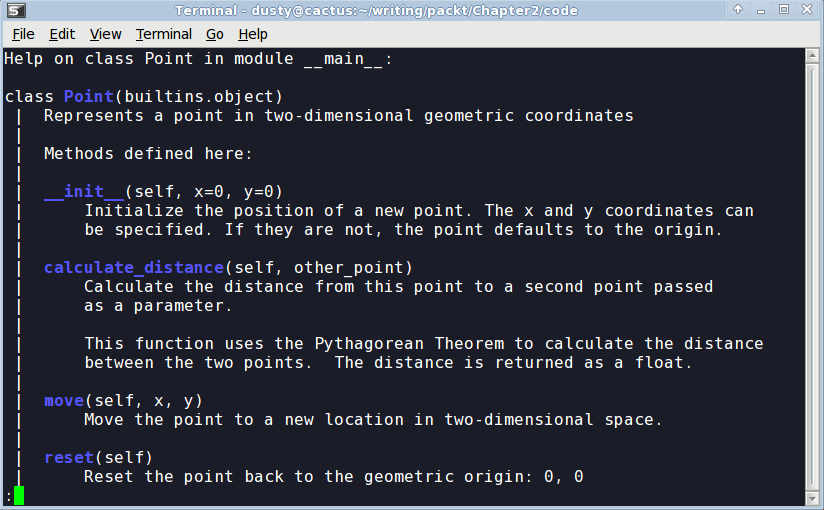 Terminal - dusty@cactus:~/writing/packt/Chapter2/code
File Edit View Terminal Go Help
Help on class Point in module __main__:
class Point(builtins.object)
 |  Represents a point in two-dimensional geometric coordinates
 |
 |  Methods defined here:
 |
 |  __init__(self, x=0, y=0)
 |      Initialize the position of a new point. The x and y coordinates can
 |      be specified. If they are not, the point defaults to the origin.
 |
 |  calculate_distance(self, other_point)
 |      Calculate the distance from this point to a second point passed
 |      as a parameter.
 |
 |      This function uses the Pythagorean Theorem to calculate the distance
 |      between the two points.  The distance is returned as a float.
 |
 |  move(self, x, y)
 |      Move the point to a new location in two-dimensional space.
 |
 |  reset(self)
 |      Reset the point back to the geometric origin: 0, 0
: